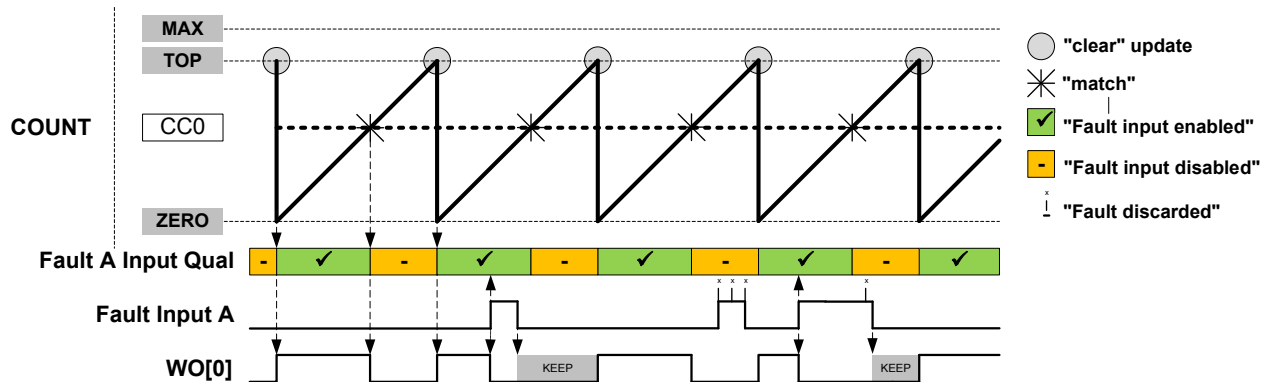 MAX
TOP
COUNT
CC0
ZERO
"clear" update
"match"
✔ "Fault input enabled"
- "Fault input disabled"
x
"Fault discarded"
Fault A Input Qual - ✔ - ✔ - ✔ - ✔ - ✔
x x x x
Fault Input A
WO[0] KEEP KEEP